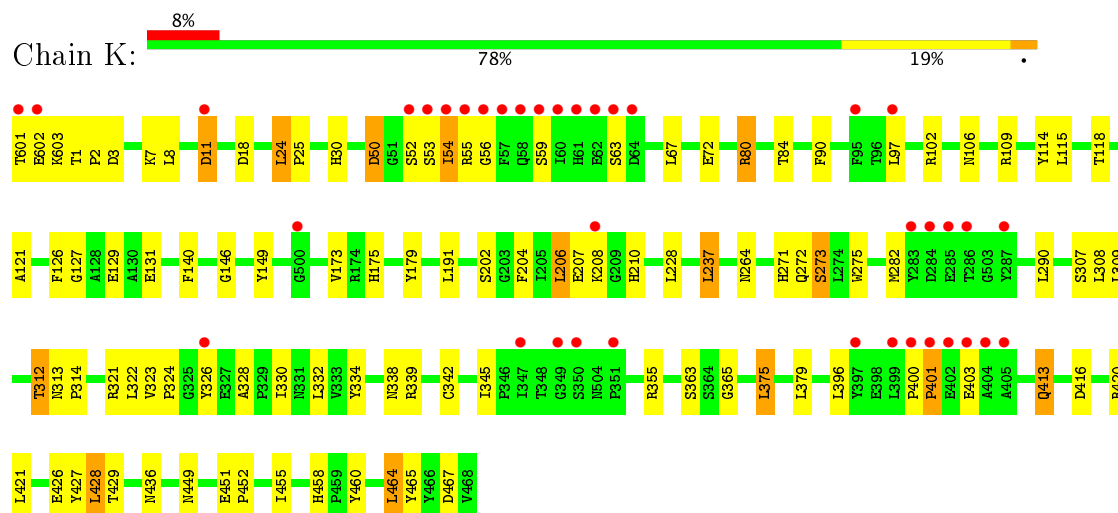 8%
Chain K:
78% 19% •
T601 E602 K603 T1 P2 D3 K7 L8 D11 D18 L24 P25 H30 D50 G51 S52 S53 I54 R55 G56 F57 Q58 S59 I60 H61 E62 S63 D64 L67 E72 R80 T84 F90 F95 T96 L97 R102 N106 R109 Y114 L115 T118
A121 F126 G127 A128 E129 A130 E131 F140 G146 Y149 G500 V173 R174 H175 Y179 L191 S202 G203 F204 I205 L206 E207 K208 G209 H210 L228 L237 N264 H271 Q272 S273 L274 W275 M282 Y283 D284 E285 T286 G503 Y287 L290 S307 L308 L309
T312 N313 P314 R321 L322 V323 P324 G325 Y326 E327 A328 P329 I330 N331 L332 V333 Y334 N338 R339 C342 I345 P346 I347 T348 G349 S350 N504 P351 R355 S363 S364 G365 L375 L379 L396 Y397 E398 L399 P400 P401 E402 E403 A404 A405 Q413 D416 R420
L421 E426 Y427 L428 T429 N436 N449 E451 P452 I455 H458 P459 Y460 L464 Y465 Y466 D467 V468